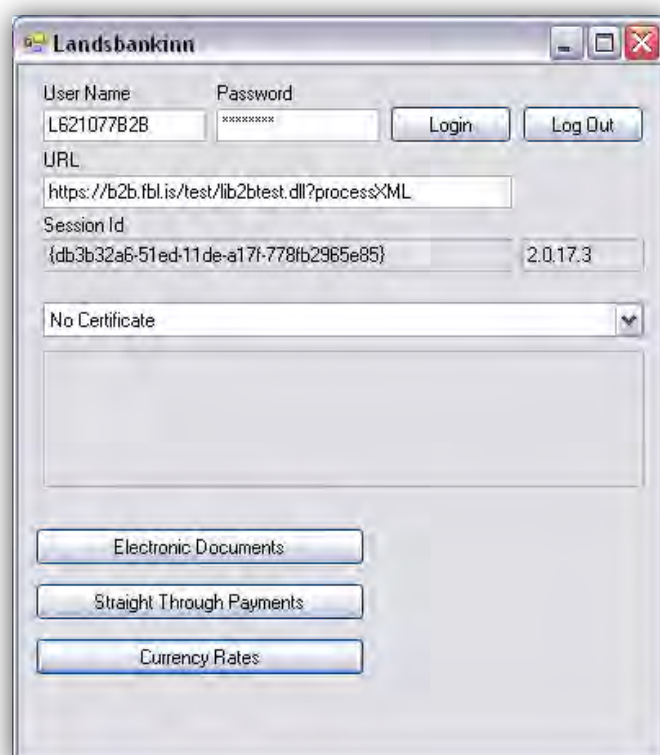 Landsbankinn
User Name Password
L621077B2B ******** Login Log Out
URL
https://b2b.fbl.is/test/lib2btest.dll?processXML
Session Id
{db3b32a6-51ed-11de-a17f-778fb2965e85} 2.0.17.3
No Certificate
Electronic Documents
Straight Through Payments
Currency Rates